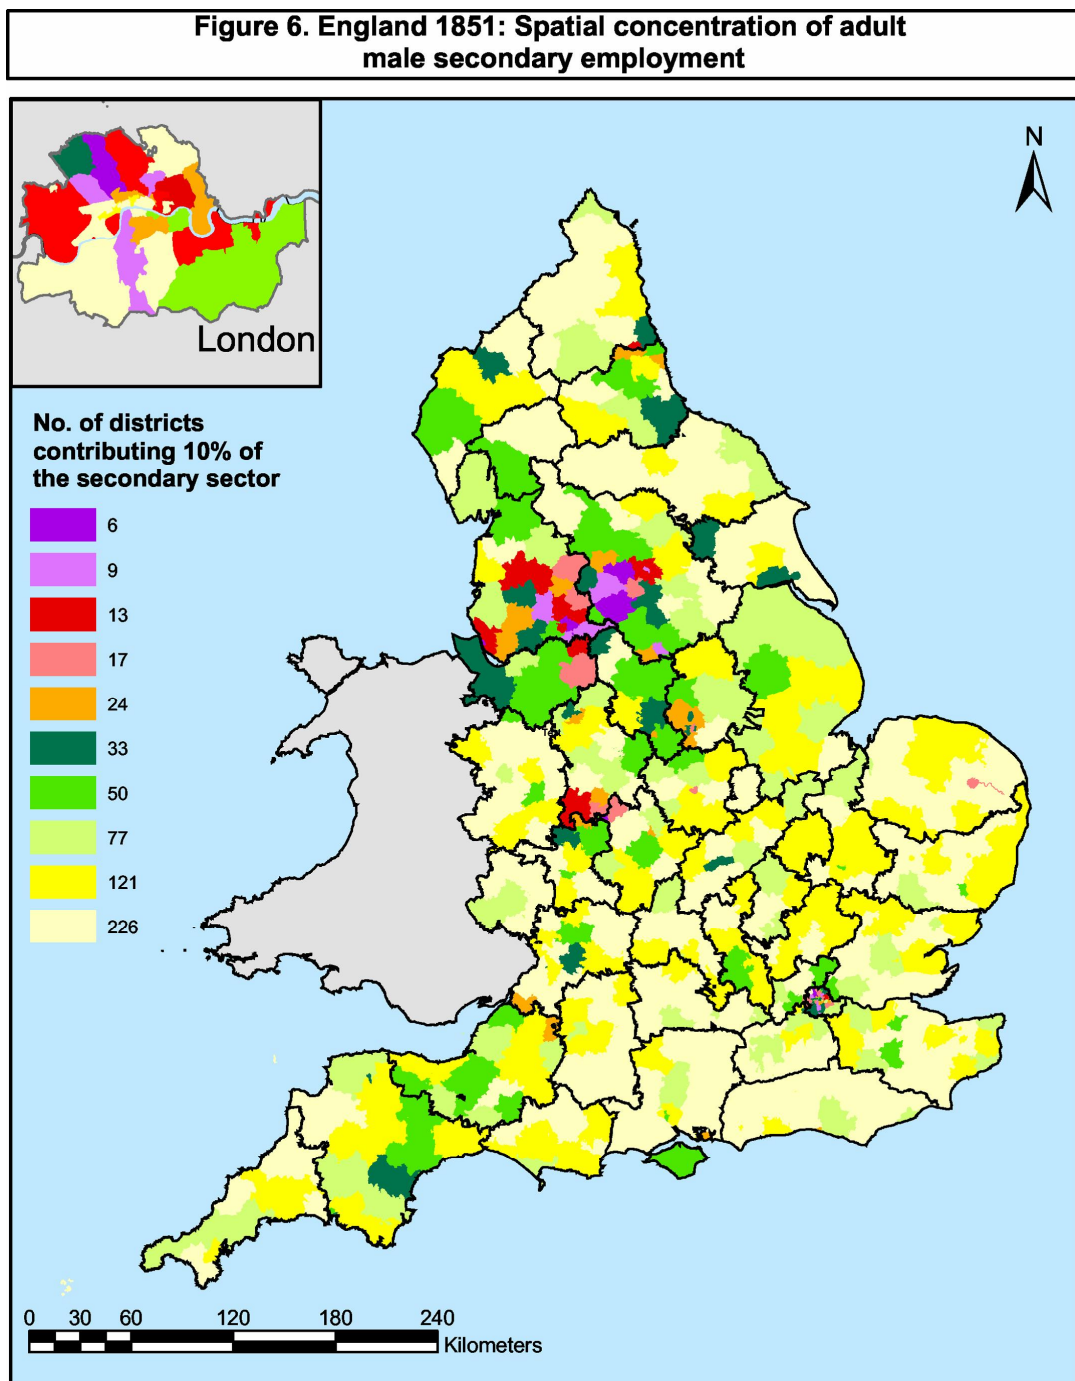 Figure 6. England 1851: Spatial concentration of adult
male secondary employment
N
London
No. of districts
contributing 10% of
the secondary sector
6
9
13
17
24
33
50
77
121
226
0 30 60 120 180 240
Kilometers